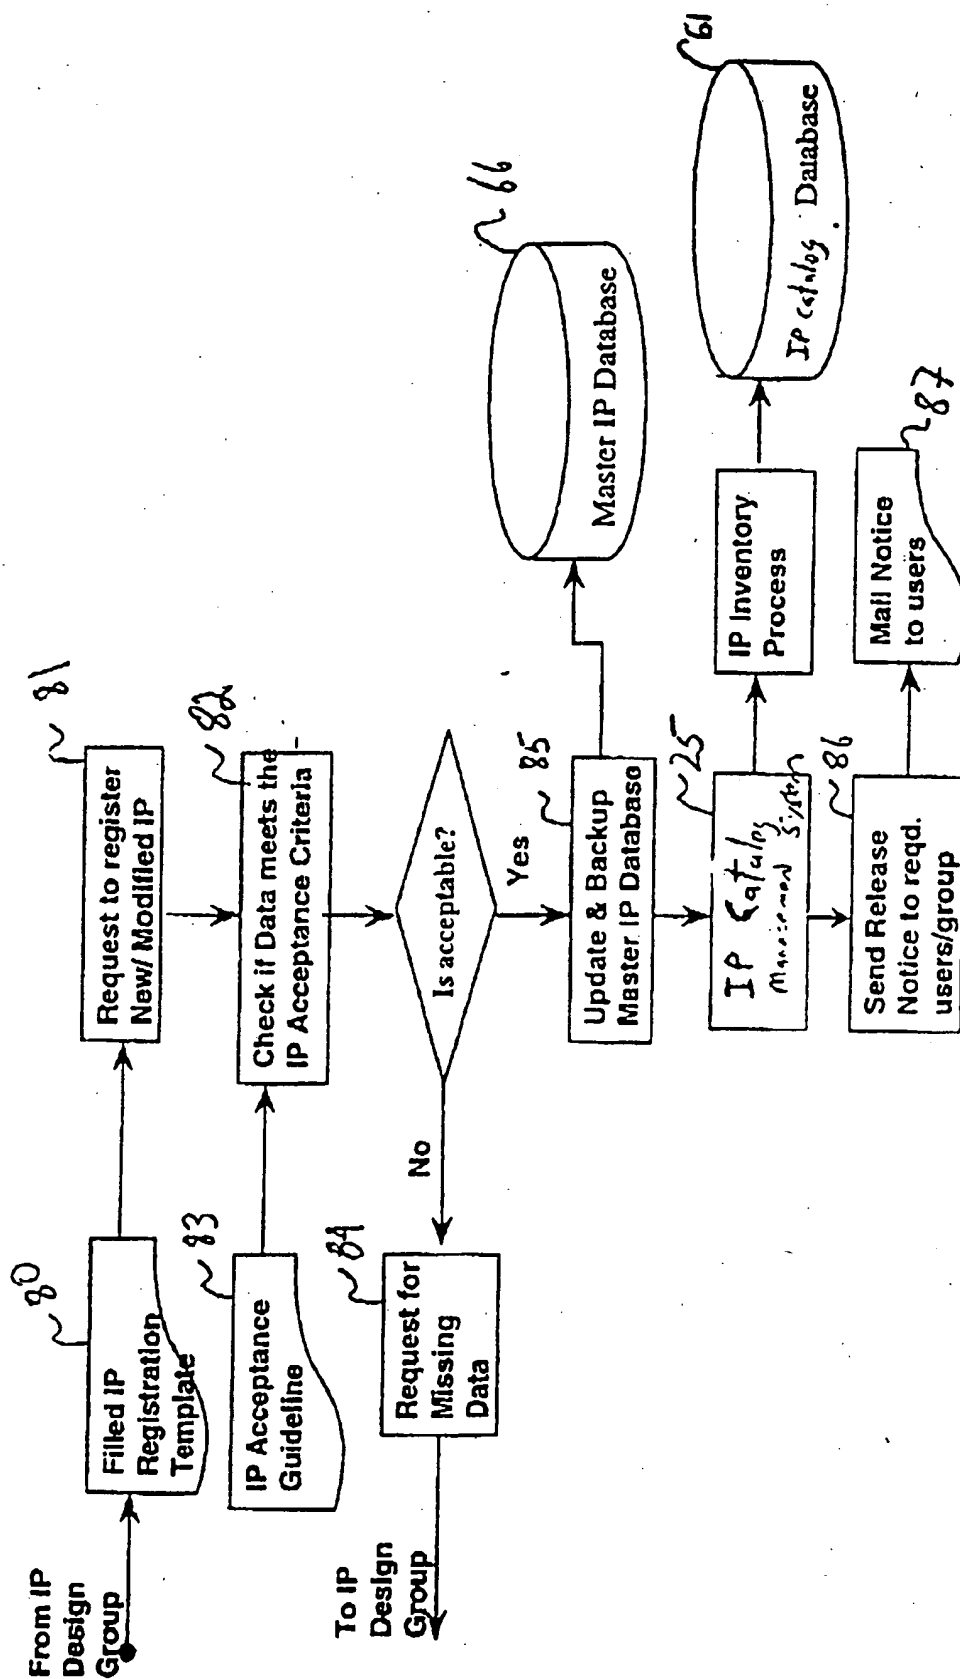 From IP
Design
Group
80
Filled IP
Registration
Template
81
Request to register
New/ Modified IP
83
IP Acceptance
Guideline
82
Check if Data meets the
IP Acceptance Criteria
Is acceptable?
No
Yes
84
Request for
Missing
Data
To IP
Design
Group
85
Update & Backup
Master IP Database
66
Master IP Database
25
IP Catalog
System
IP Inventory
Process
61
IP Catalog Database
86
Send Release
Notice to reqd.
users/group
87
Mail Notice
to users